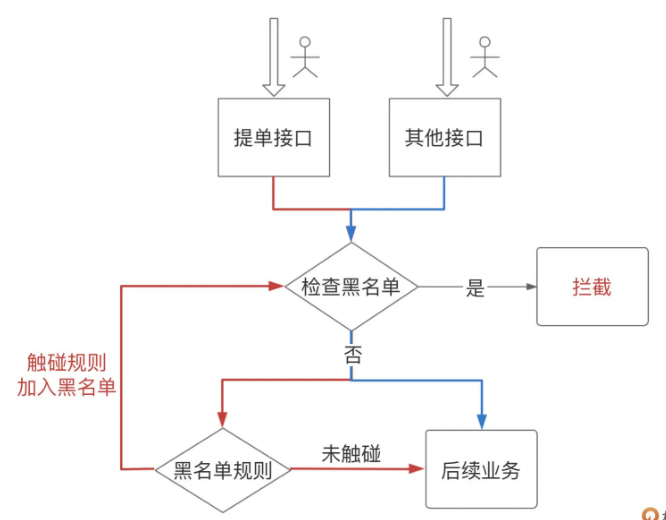 提单接口
其他接口
检查黑名单
是
拦截
否
触碰规则
加入黑名单
黑名单规则
未触碰
后续业务